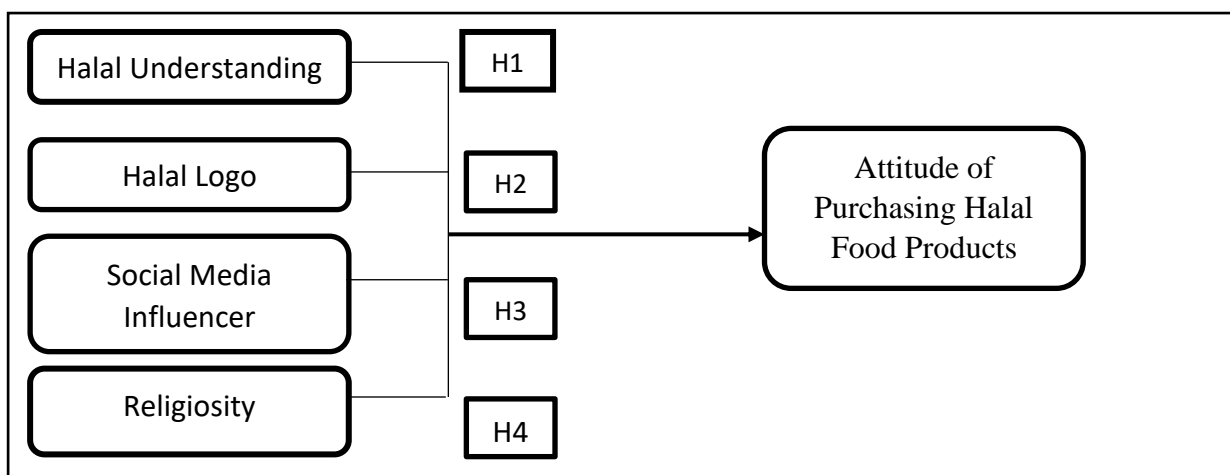 Halal Understanding
H1
Halal Logo
H2
Social Media
Influencer
H3
Religiosity
H4
Attitude of
Purchasing Halal
Food Products